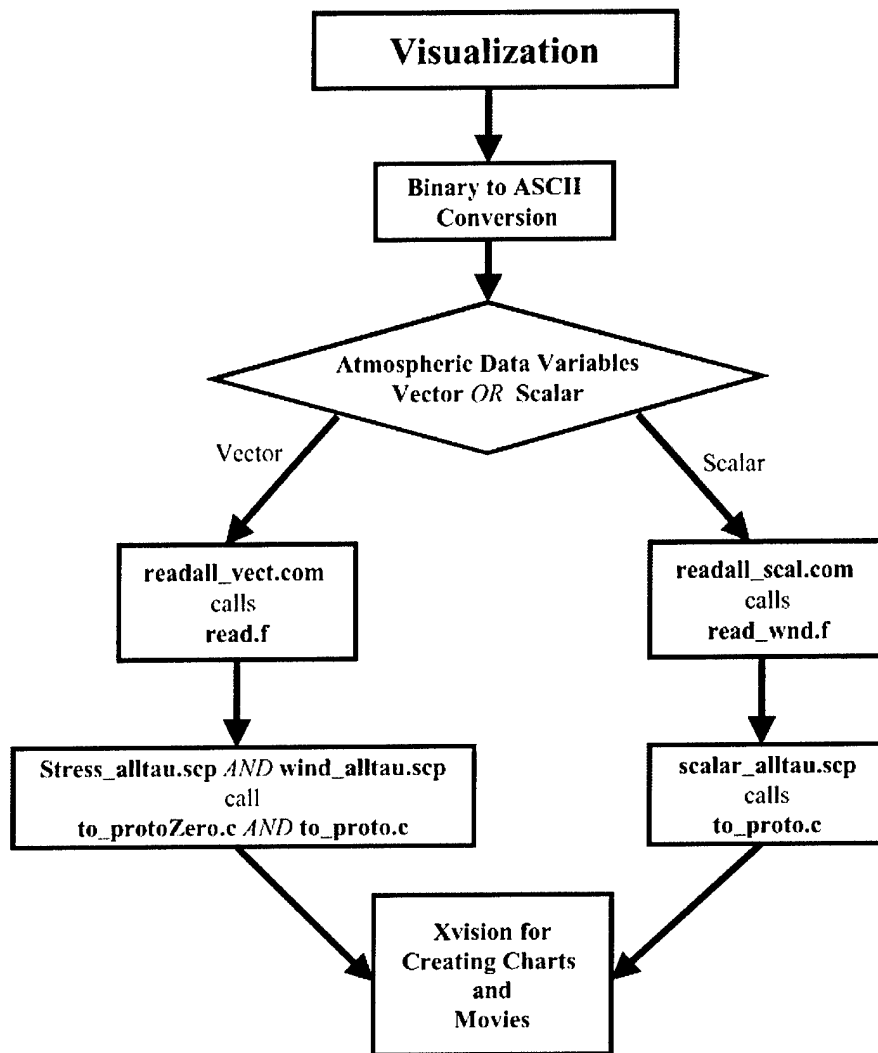 Visualization
Binary to ASCII
Conversion
Atmospheric Data Variables
Vector OR Scalar
Vector
Scalar
readall_vect.com
calls
read.f
readall_scal.com
calls
read_wnd.f
Stress_alltau.scp AND wind_alltau.scp
call
to_protoZero.c AND to_proto.c
scalar_alltau.scp
calls
to_proto.c
Xvision for
Creating Charts
and
Movies